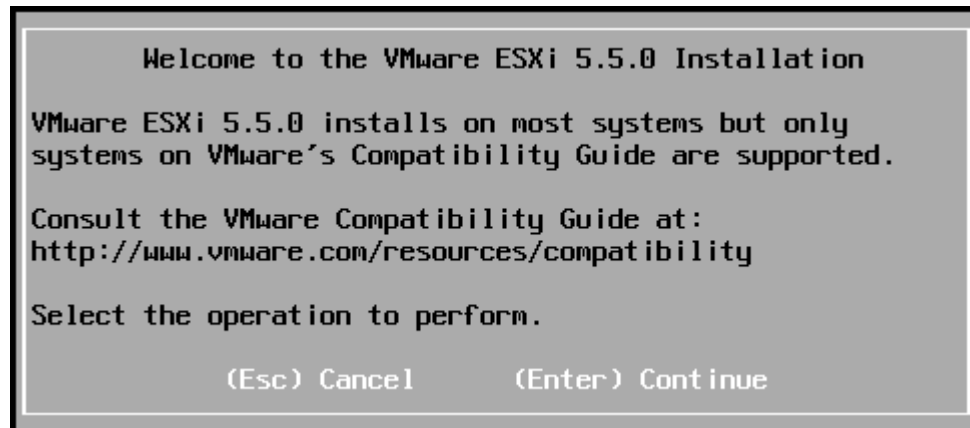 Welcome to the VMware ESXi 5.5.0 Installation
VMware ESXi 5.5.0 installs on most systems but only
systems on VMware's Compatibility Guide are supported.
Consult the VMware Compatibility Guide at:
http://www.vmware.com/resources/compatibility
Select the operation to perform.
(Esc) Cancel (Enter) Continue